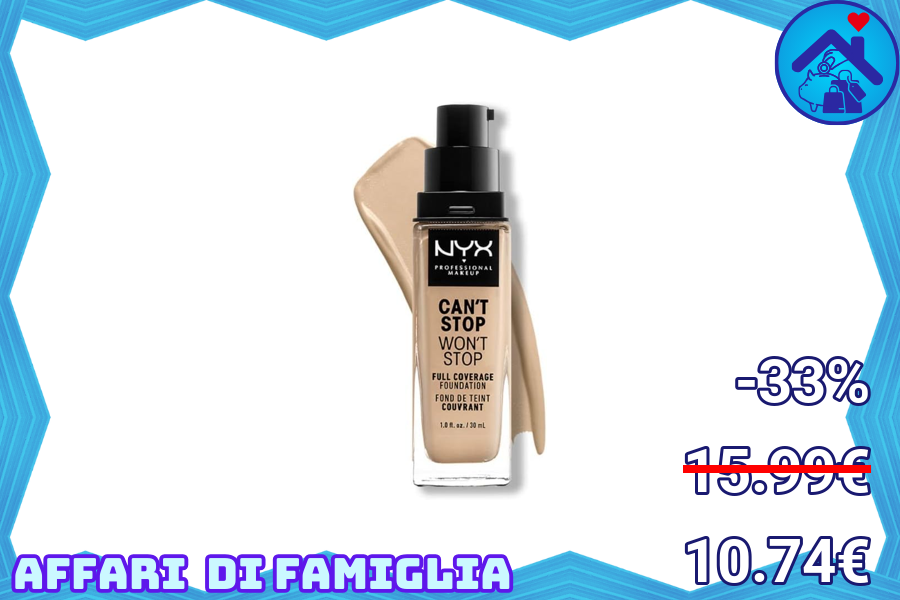 NYX
PROFESSIONAL
MAKEUP
CAN'T
STOP
WON'T
STOP
FULL COVERAGE
FOUNDATION
FOND DE TEINT
COUVRANT
1.0 fl. oz. / 30 mL
-33%
15.99€
10.74€
AFFARI DI FAMIGLIA